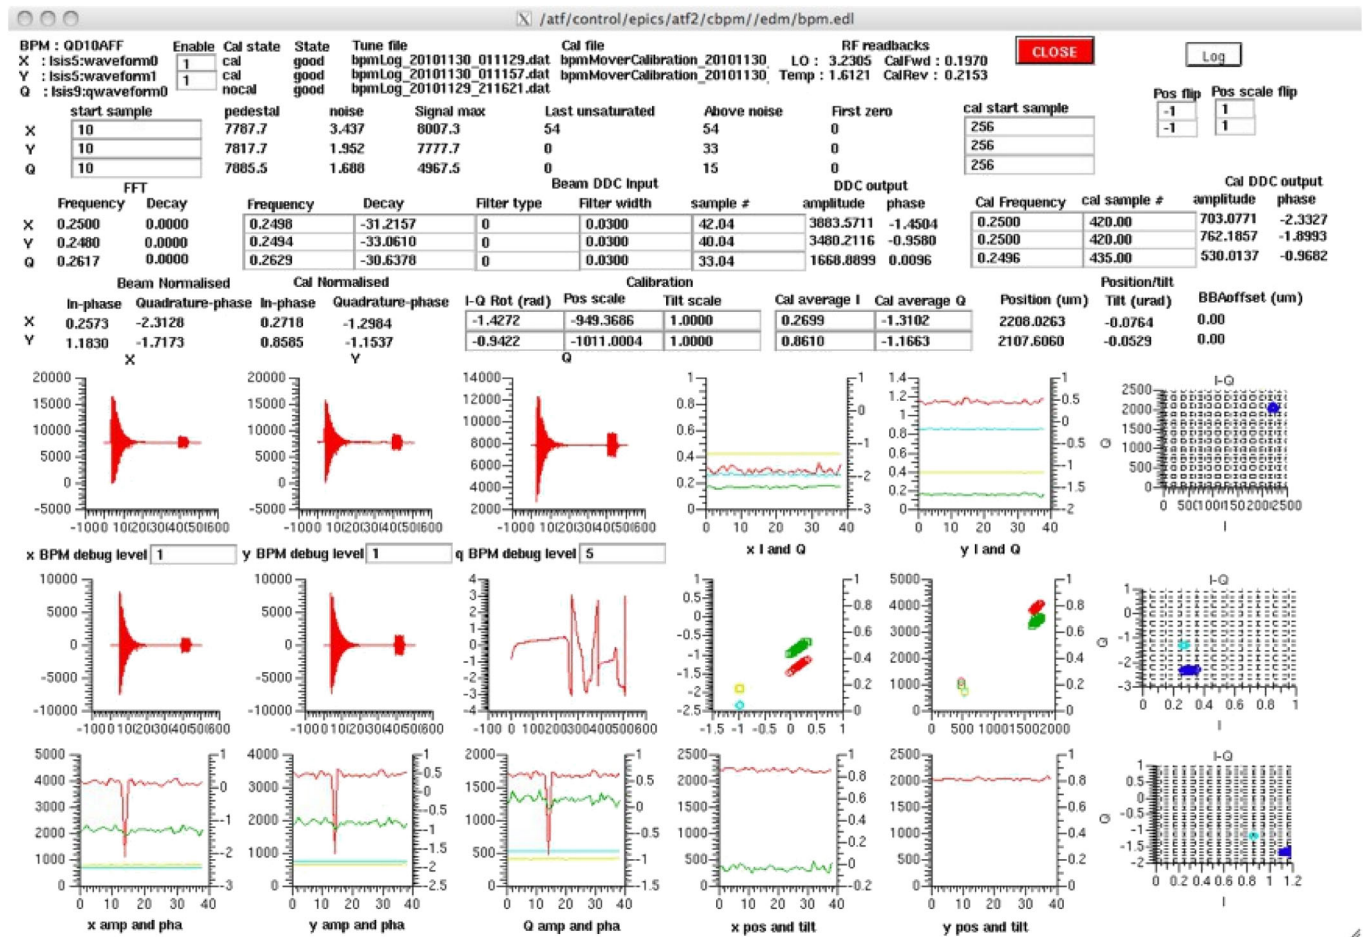 /atf/control/epics/atf2/cbpm//edm/bpm.edl
BPM : QD10AFF Enable Cal state State Tune file Cal file RF readbacks CLOSE Log
X : Isis5:waveform0 1 cal good bpmLog_20101130_011129.dat bpmMoverCalibration_20101130_ LO : 3.2305 CalFwd : 0.1970
Y : Isis5:waveform1 1 cal good bpmLog_20101130_011157.dat bpmMoverCalibration_20101130_ Temp : 1.6121 CalRev : 0.2153
Q : Isis9:qwaveform0 nocal good bpmLog_20101129_211621.dat
Pos flip Pos scale flip
-1 1
-1 1
start sample pedestal noise Signal max Last unsaturated Above noise First zero cal start sample
X 10 7787.7 3.437 8007.3 54 54 0 256
Y 10 7817.7 1.952 7777.7 0 33 0 256
Q 10 7885.5 1.688 4967.5 0 15 0 256
FFT Beam DDC Input DDC output Cal DDC output
Frequency Decay Frequency Decay Filter type Filter width sample # amplitude phase Cal Frequency cal sample # amplitude phase
X 0.2500 0.0000 0.2498 -31.2157 0 0.0300 42.04 3883.5711 -1.4504 0.2500 420.00 703.0771 -2.3327
Y 0.2480 0.0000 0.2494 -33.0610 0 0.0300 40.04 3480.2116 -0.9580 0.2500 420.00 762.1857 -1.8993
Q 0.2617 0.0000 0.2629 -30.6378 0 0.0300 33.04 1668.8899 0.0096 0.2496 435.00 530.0137 -0.9682
Beam Normalised Cal Normalised Calibration Position/tilt
In-phase Quadrature-phase In-phase Quadrature-phase I-Q Rot (rad) Pos scale Tilt scale Cal average I Cal average Q Position (um) Tilt (urad) BBAoffset (um)
X 0.2573 -2.3128 0.2718 -1.2984 -1.4272 -949.3686 1.0000 0.2699 -1.3102 2208.0263 -0.0764 0.00
Y 1.1830 -1.7173 0.8585 -1.1537 -0.9422 -1011.0004 1.0000 0.8610 -1.1663 2107.6060 -0.0529 0.00
X Y Q
I-Q
Q
I
x I and Q y I and Q
x BPM debug level 1 y BPM debug level 1 q BPM debug level 5
I-Q
Q
I
I-Q
Q
I
x amp and pha y amp and pha Q amp and pha x pos and tilt y pos and tilt